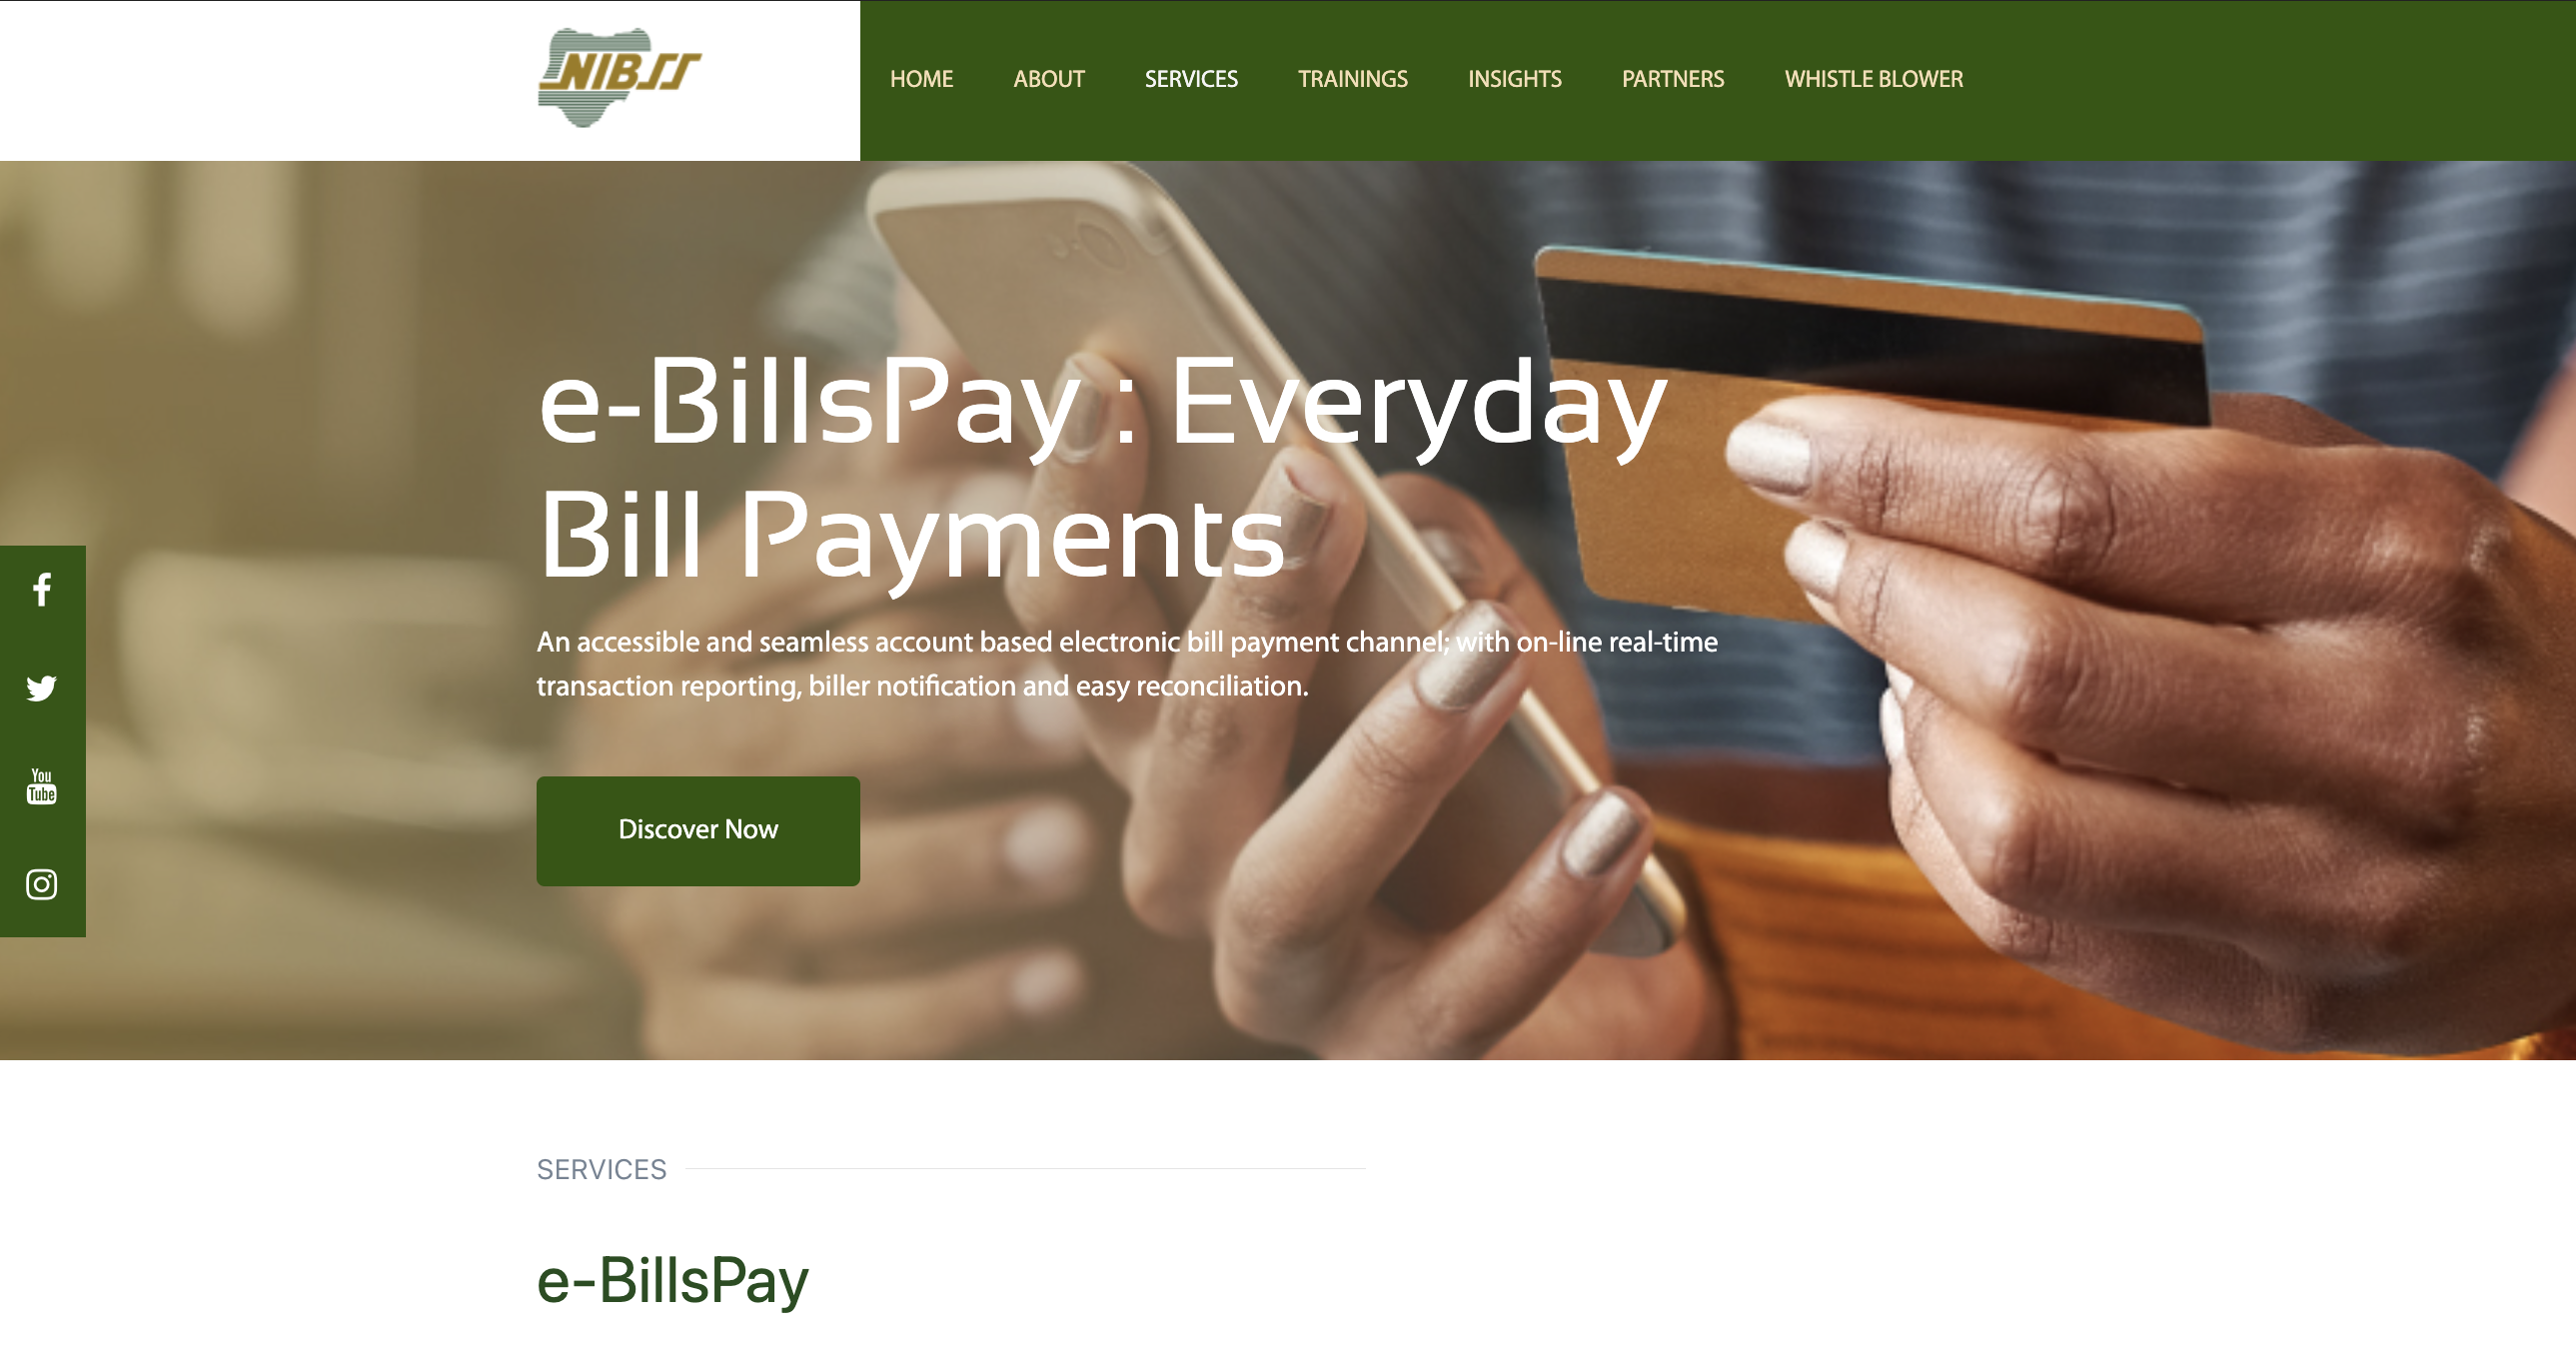 NIBSS
HOME ABOUT SERVICES TRAININGS INSIGHTS PARTNERS WHISTLE BLOWER
e-BillsPay : Everyday
Bill Payments
An accessible and seamless account based electronic bill payment channel; with on-line real-time
transaction reporting, biller notification and easy reconciliation.
You
Tube
Discover Now
SERVICES
e-BillsPay